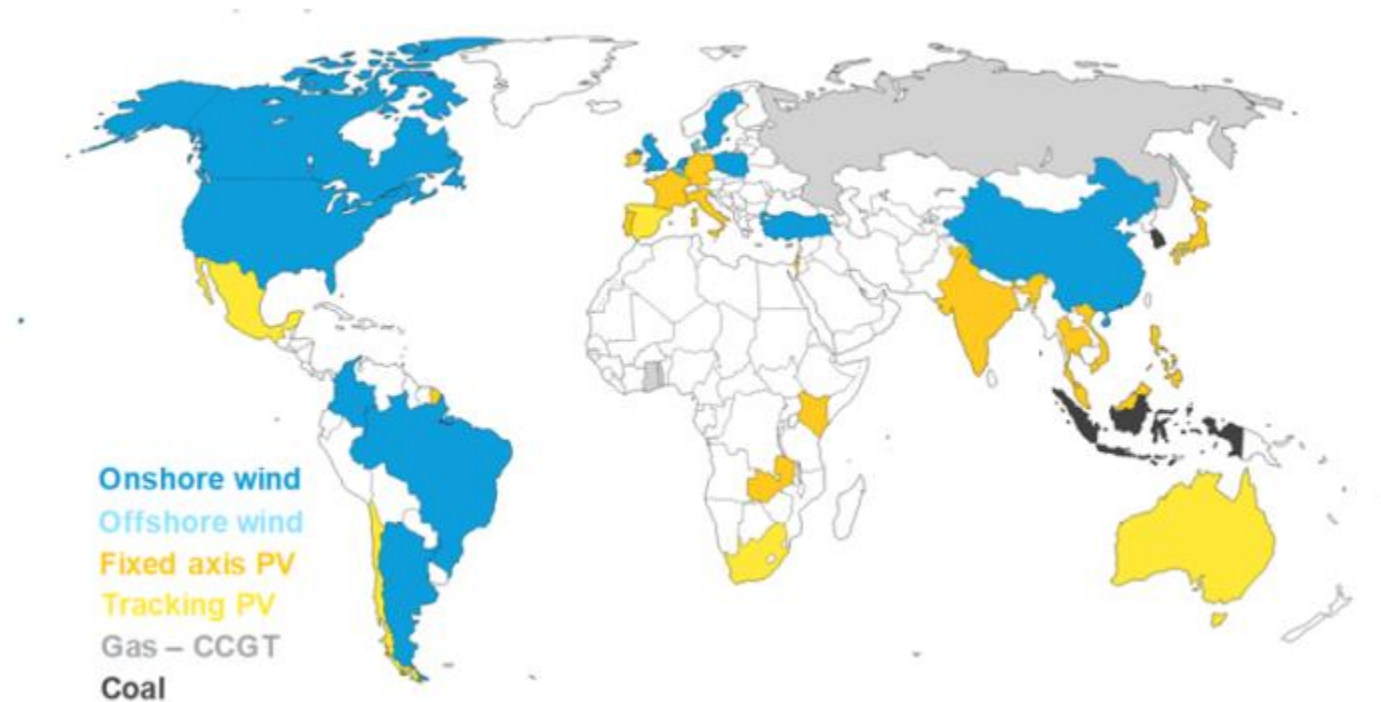 Onshore wind
Offshore wind
Fixed axis PV
Tracking PV
Gas – CCGT
Coal